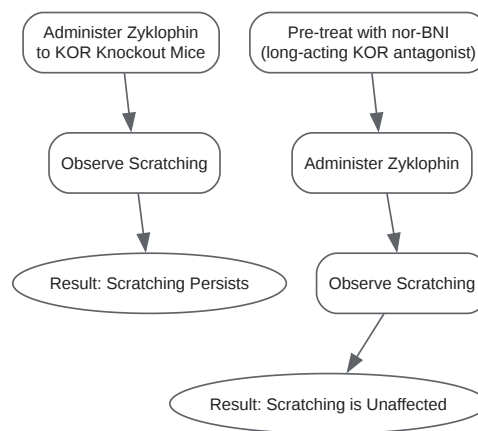 Administer Zyklophin
to KOR Knockout Mice
Observe Scratching
Result: Scratching Persists
Pre-treat with nor-BNI
(long-acting KOR antagonist)
Administer Zyklophin
Observe Scratching
Result: Scratching is Unaffected